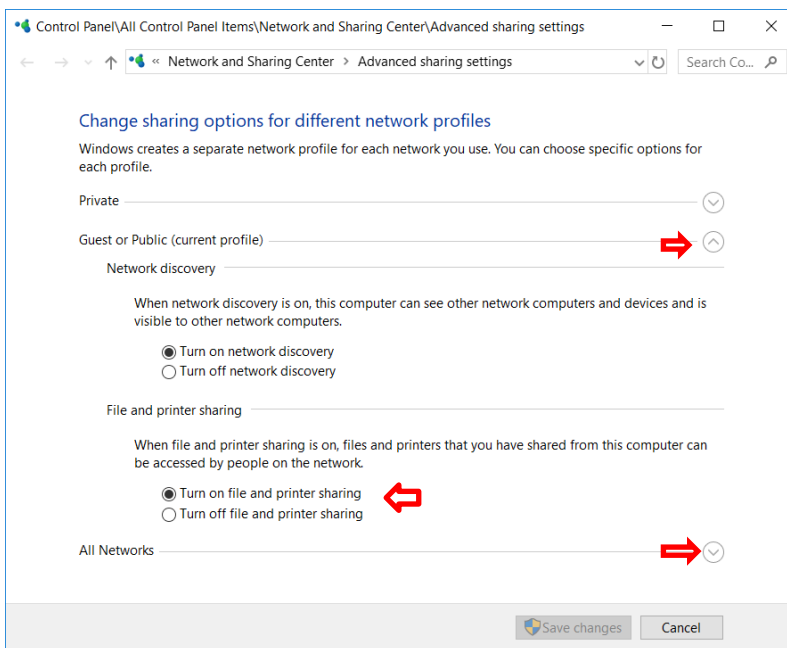 Control Panel\All Control Panel Items\Network and Sharing Center\Advanced sharing settings
« Network and Sharing Center > Advanced sharing settings
Search Co...
Change sharing options for different network profiles
Windows creates a separate network profile for each network you use. You can choose specific options for
each profile.
Private
Guest or Public (current profile)
Network discovery
When network discovery is on, this computer can see other network computers and devices and is
visible to other network computers.
Turn on network discovery
Turn off network discovery
File and printer sharing
When file and printer sharing is on, files and printers that you have shared from this computer can
be accessed by people on the network.
Turn on file and printer sharing
Turn off file and printer sharing
All Networks
Save changes
Cancel